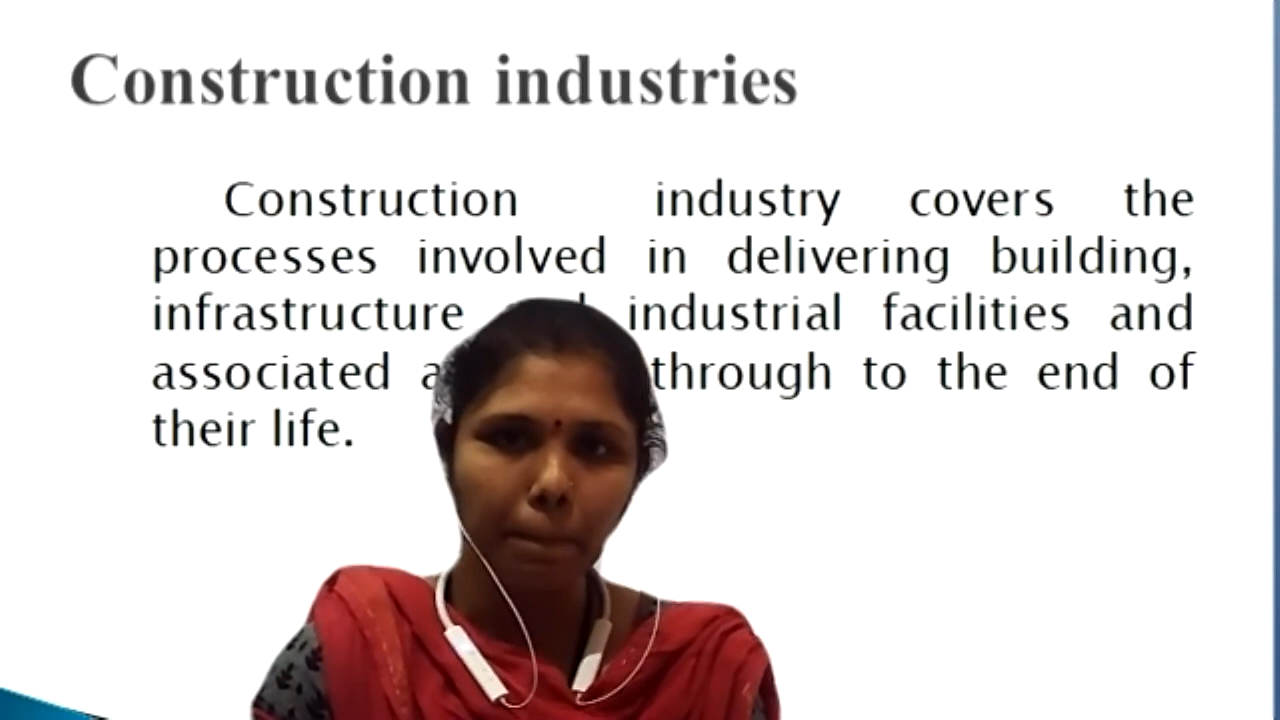 Construction industries
Construction industry covers the
processes involved in delivering building,
infrastructure industrial facilities and
associated through to the end of
their life.